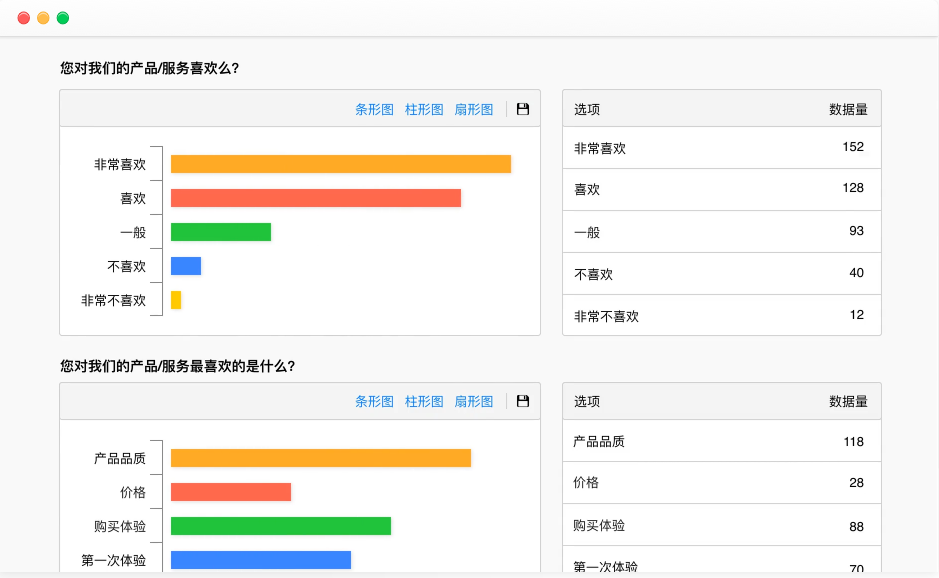 您对我们的产品/服务喜欢么?
条形图 柱形图 扇形图
选项 数据量
非常喜欢
喜欢
一般
不喜欢
非常不喜欢
非常喜欢 152
喜欢 128
一般 93
不喜欢 40
非常不喜欢 12
您对我们的产品/服务最喜欢的是什么?
条形图 柱形图 扇形图
选项 数据量
产品品质
价格
购买体验
第一次体验
产品品质 118
价格 28
购买体验 88
第一次体验 70